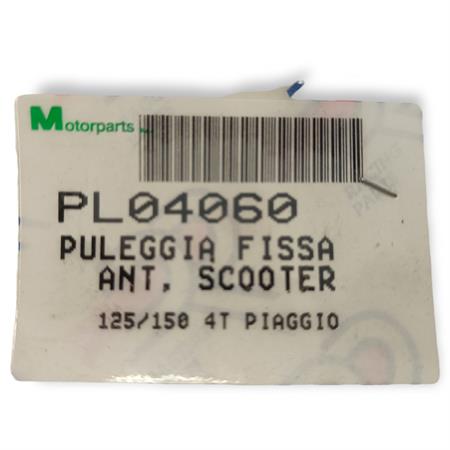 Motorparts
PL04060
PULEGGIA FISSA
ANT, SCOOTER
125/150 4T PIAGGIO